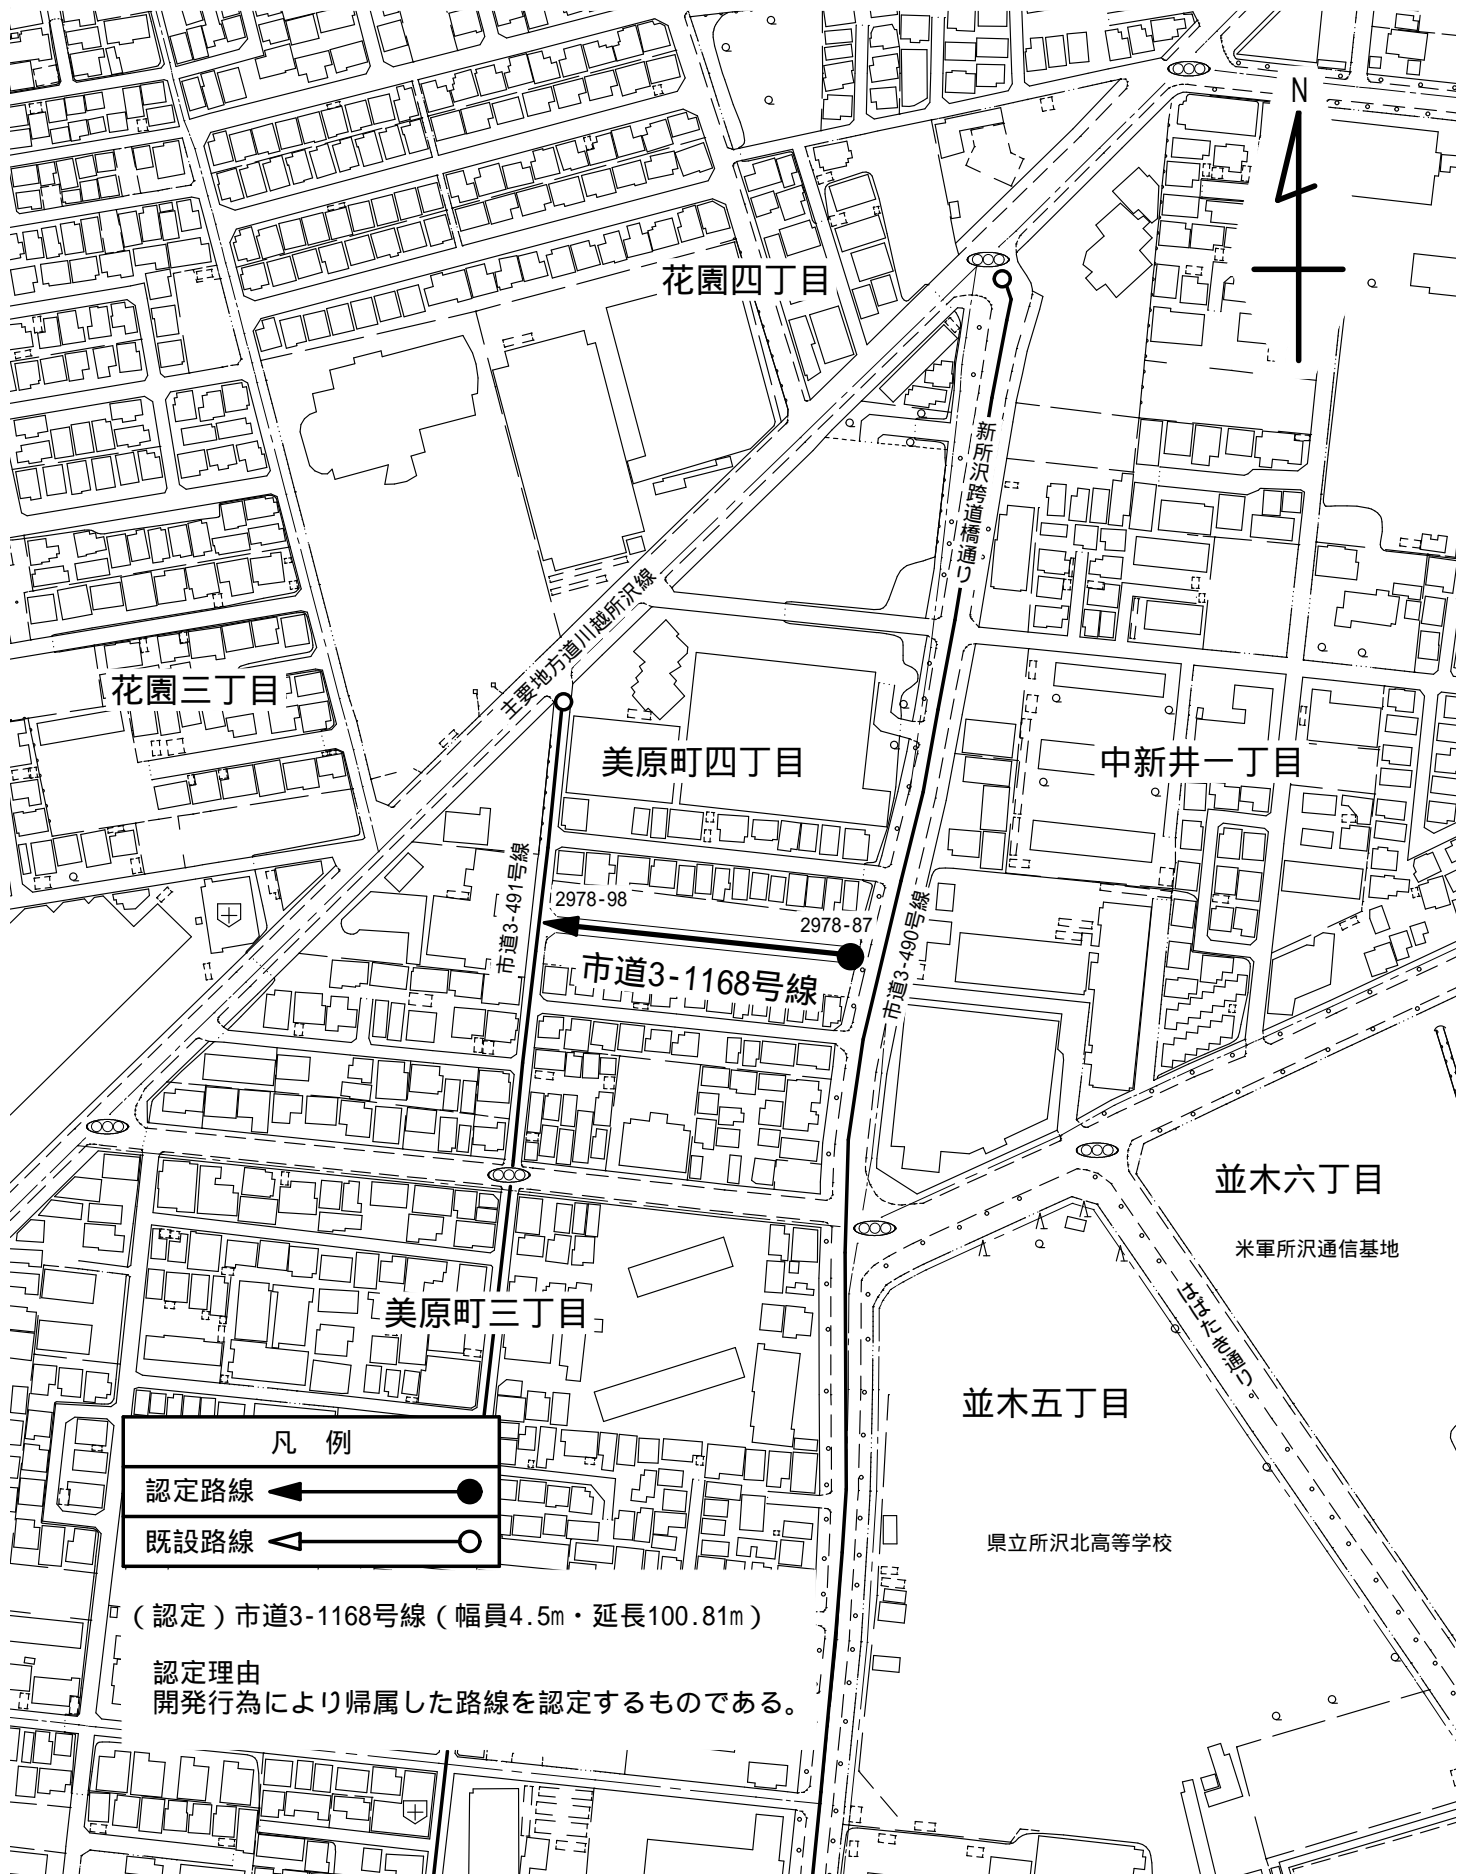 N
花園四丁目
新所沢跨道橋通り
主要地方道川越所沢線
花園三丁目
美原町四丁目
中新井一丁目
市道3-491号線
2978-98
2978-87
市道3-490号線
市道3-1168号線
並木六丁目
米軍所沢通信基地
はばたき通り
美原町三丁目
並木五丁目
凡 例
認定路線
既設路線
県立所沢北高等学校
（認定）市道3-1168号線（幅員4.5m・延長100.81m）
認定理由
開発行為により帰属した路線を認定するものである。